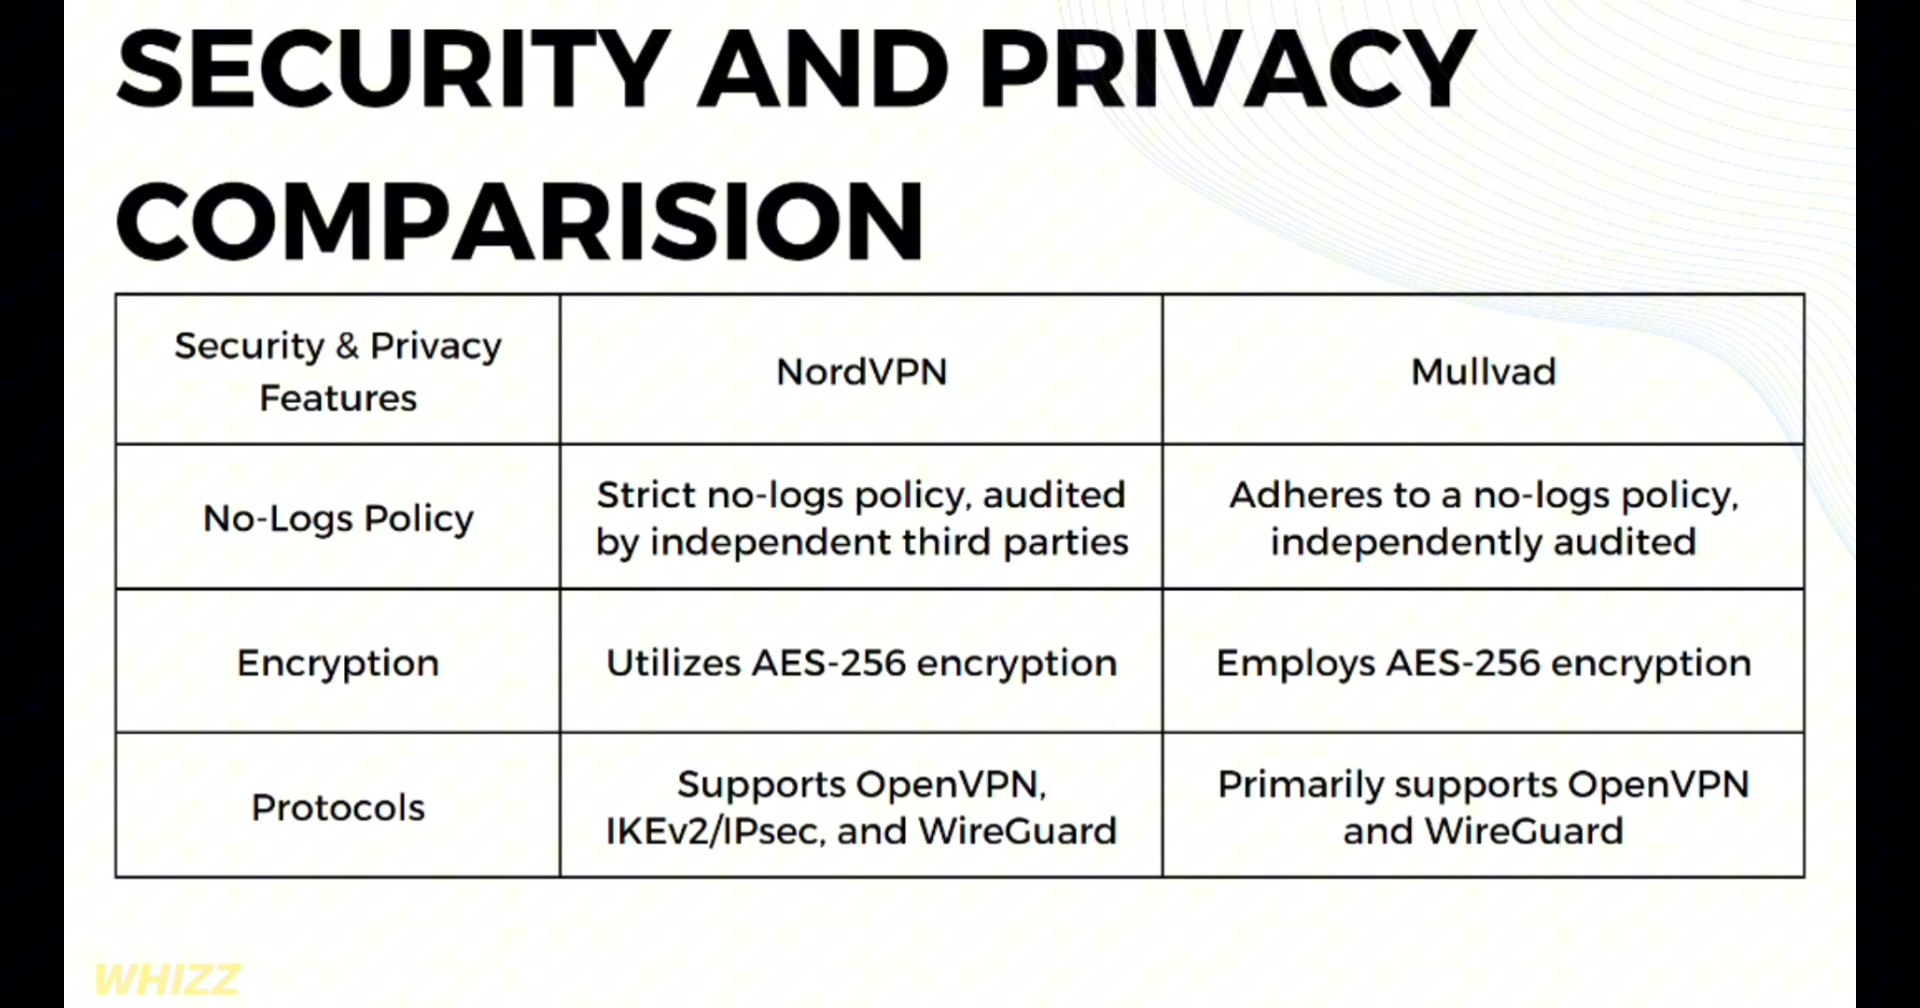 SECURITY AND PRIVACY
COMPARISION
Security & Privacy
Features
NordVPN
Mullvad
No-Logs Policy
Strict no-logs policy, audited
by independent third parties
Adheres to a no-logs policy,
independently audited
Encryption
Utilizes AES-256 encryption
Employs AES-256 encryption
Protocols
Supports OpenVPN,
IKEv2/IPsec, and WireGuard
Primarily supports OpenVPN
and WireGuard
WHIZZ